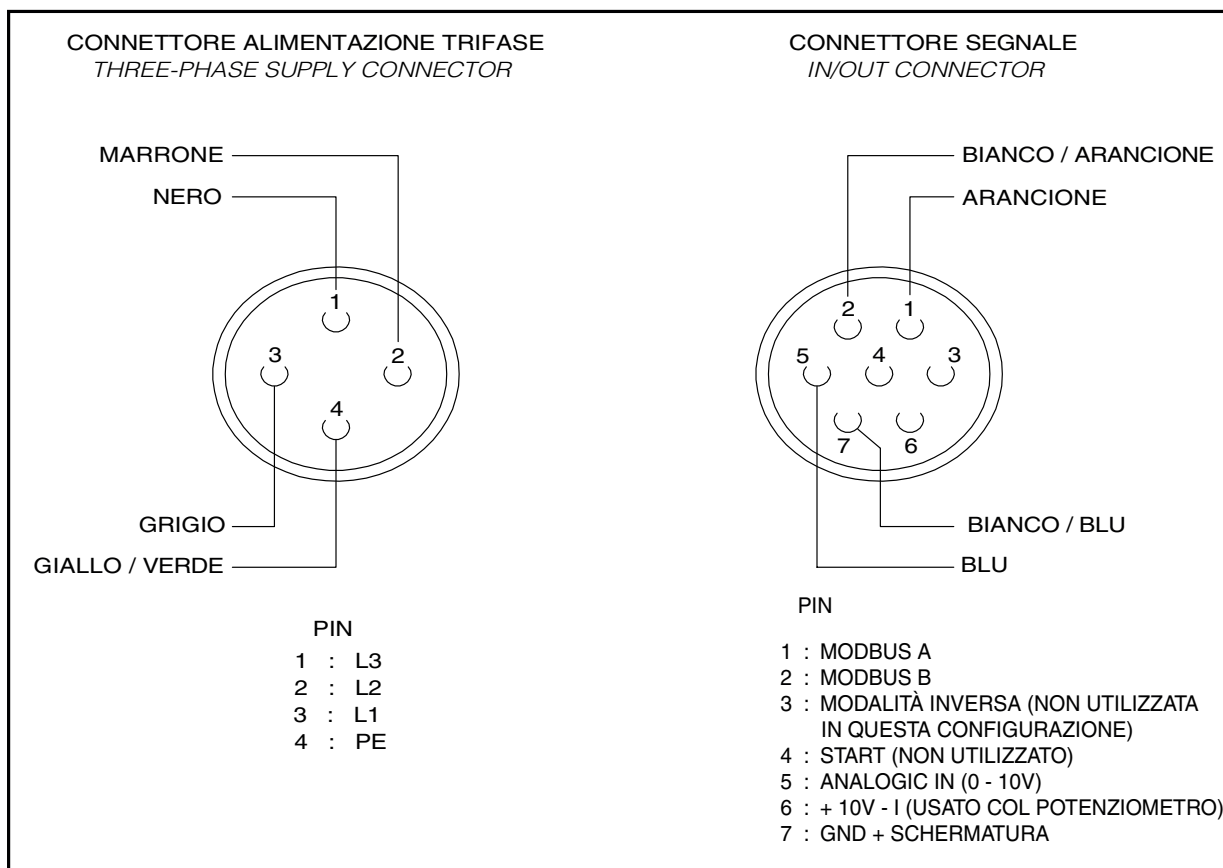 CONNETTORE ALIMENTAZIONE TRIFASE
THREE-PHASE SUPPLY CONNECTOR
MARRONE
NERO
1
3
2
4
GRIGIO
GIALLO / VERDE
PIN
1 : L3
2 : L2
3 : L1
4 : PE
CONNETTORE SEGNALE
IN/OUT CONNECTOR
BIANCO / ARANCIONE
ARANCIONE
2
1
5
4
3
7
6
BIANCO / BLU
BLU
PIN
1 : MODBUS A
2 : MODBUS B
3 : MODALITÀ INVERSA (NON UTILIZZATA
IN QUESTA CONFIGURAZIONE)
4 : START (NON UTILIZZATO)
5 : ANALOGIC IN (0 - 10V)
6 : + 10V - I (USATO COL POTENZIOMETRO)
7 : GND + SCHERMATURA